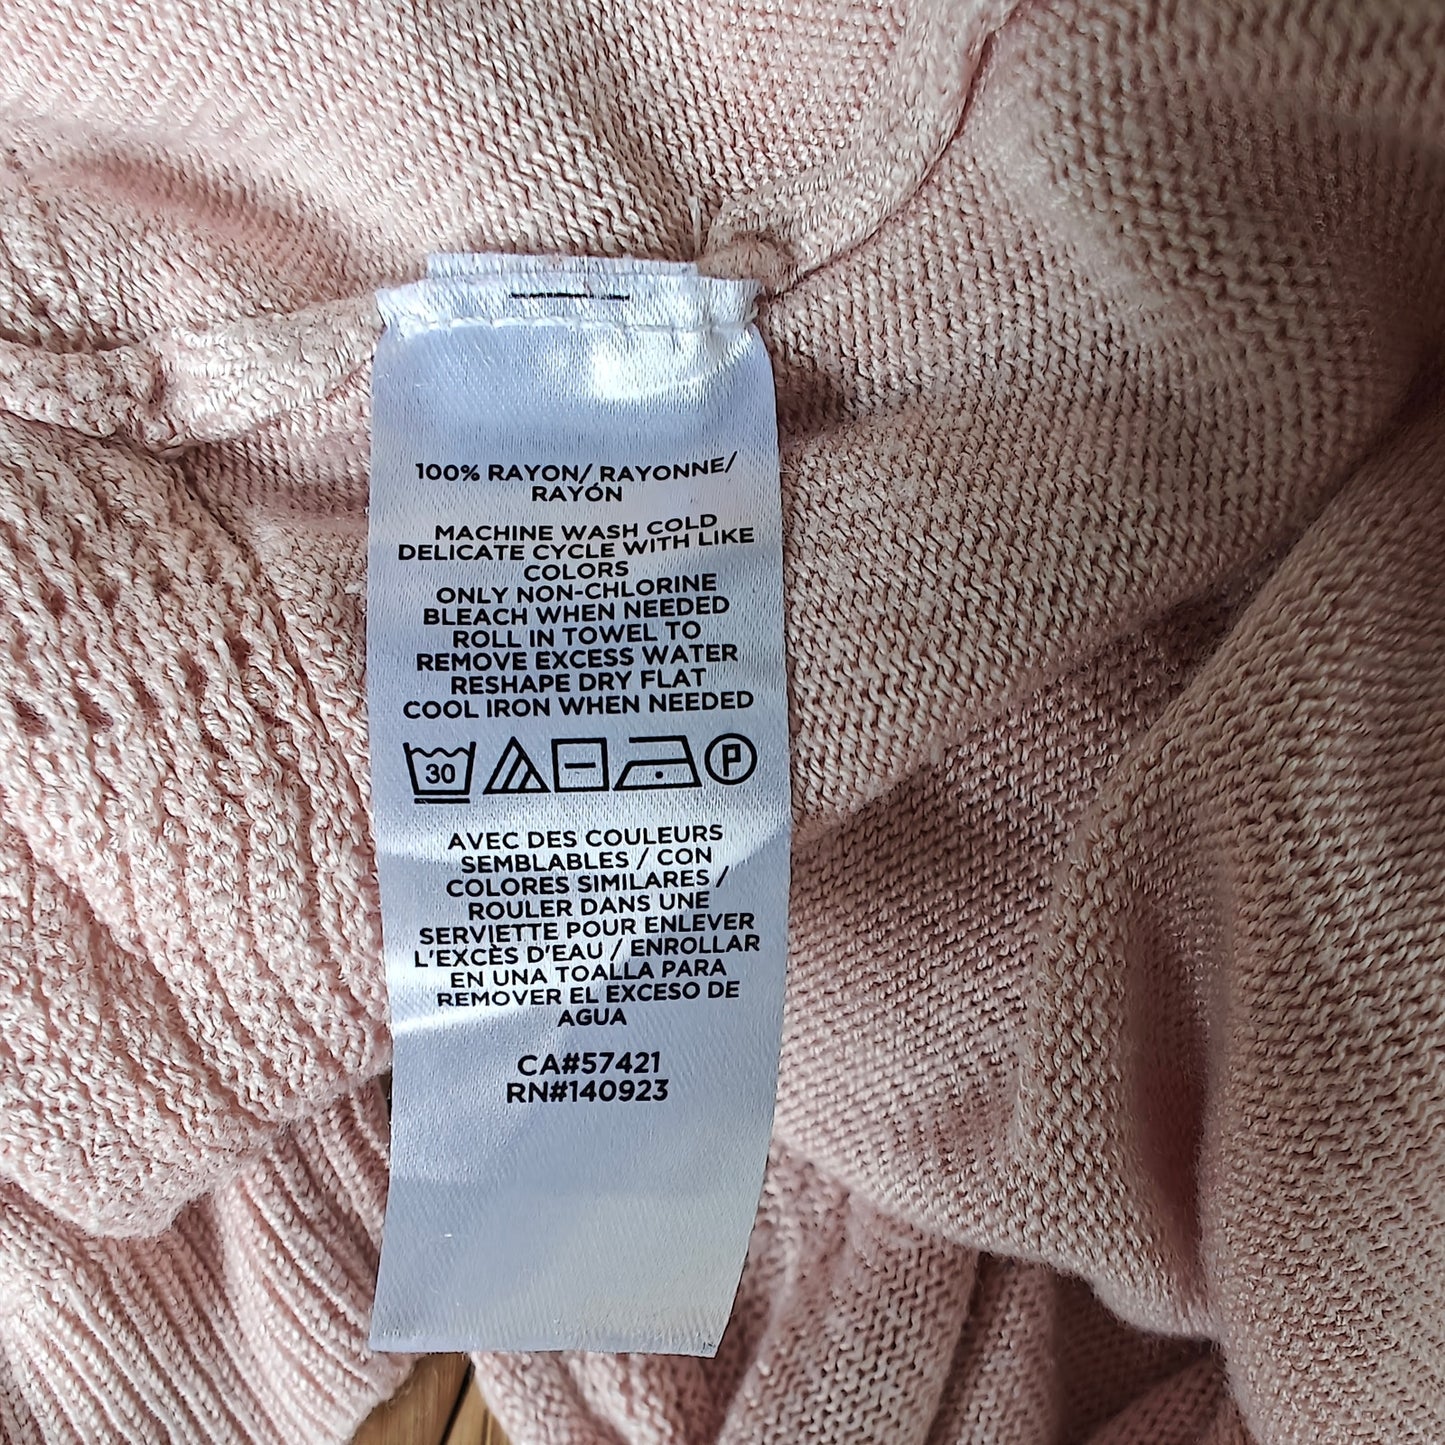 100% RAYON/ RAYONNE/
RAYÓN
MACHINE WASH COLD
DELICATE CYCLE WITH LIKE
COLORS
ONLY NON-CHLORINE
BLEACH WHEN NEEDED
ROLL IN TOWEL TO
REMOVE EXCESS WATER
RESHAPE DRY FLAT
COOL IRON WHEN NEEDED
30 P
AVEC DES COULEURS
SEMBLABLES / CON
COLORES SIMILARES /
ROULER DANS UNE
SERVIETTE POUR ENLEVER
L'EXCÈS D'EAU / ENROLLAR
EN UNA TOALLA PARA
REMOVER EL EXCESO DE
AGUA
CA#57421
RN#140923